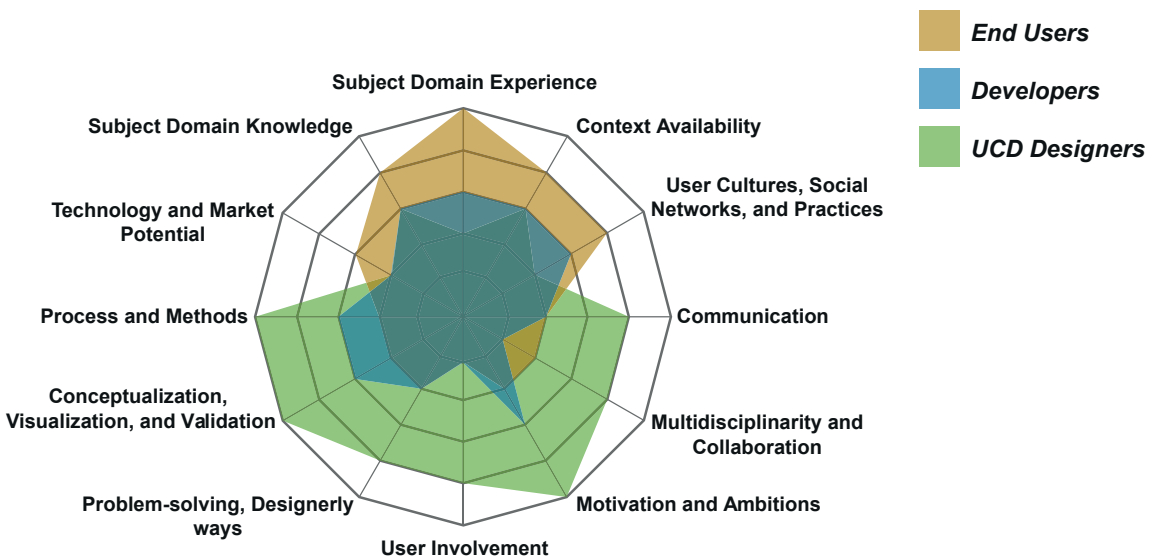 End Users
Developers
UCD Designers
Subject Domain Experience
Subject Domain Knowledge
Context Availability
User Cultures, Social
Networks, and Practices
Technology and Market
Potential
Process and Methods
Communication
Conceptualization,
Visualization, and Validation
Multidisciplinarity and
Collaboration
Problem-solving, Designerly
ways
Motivation and Ambitions
User Involvement